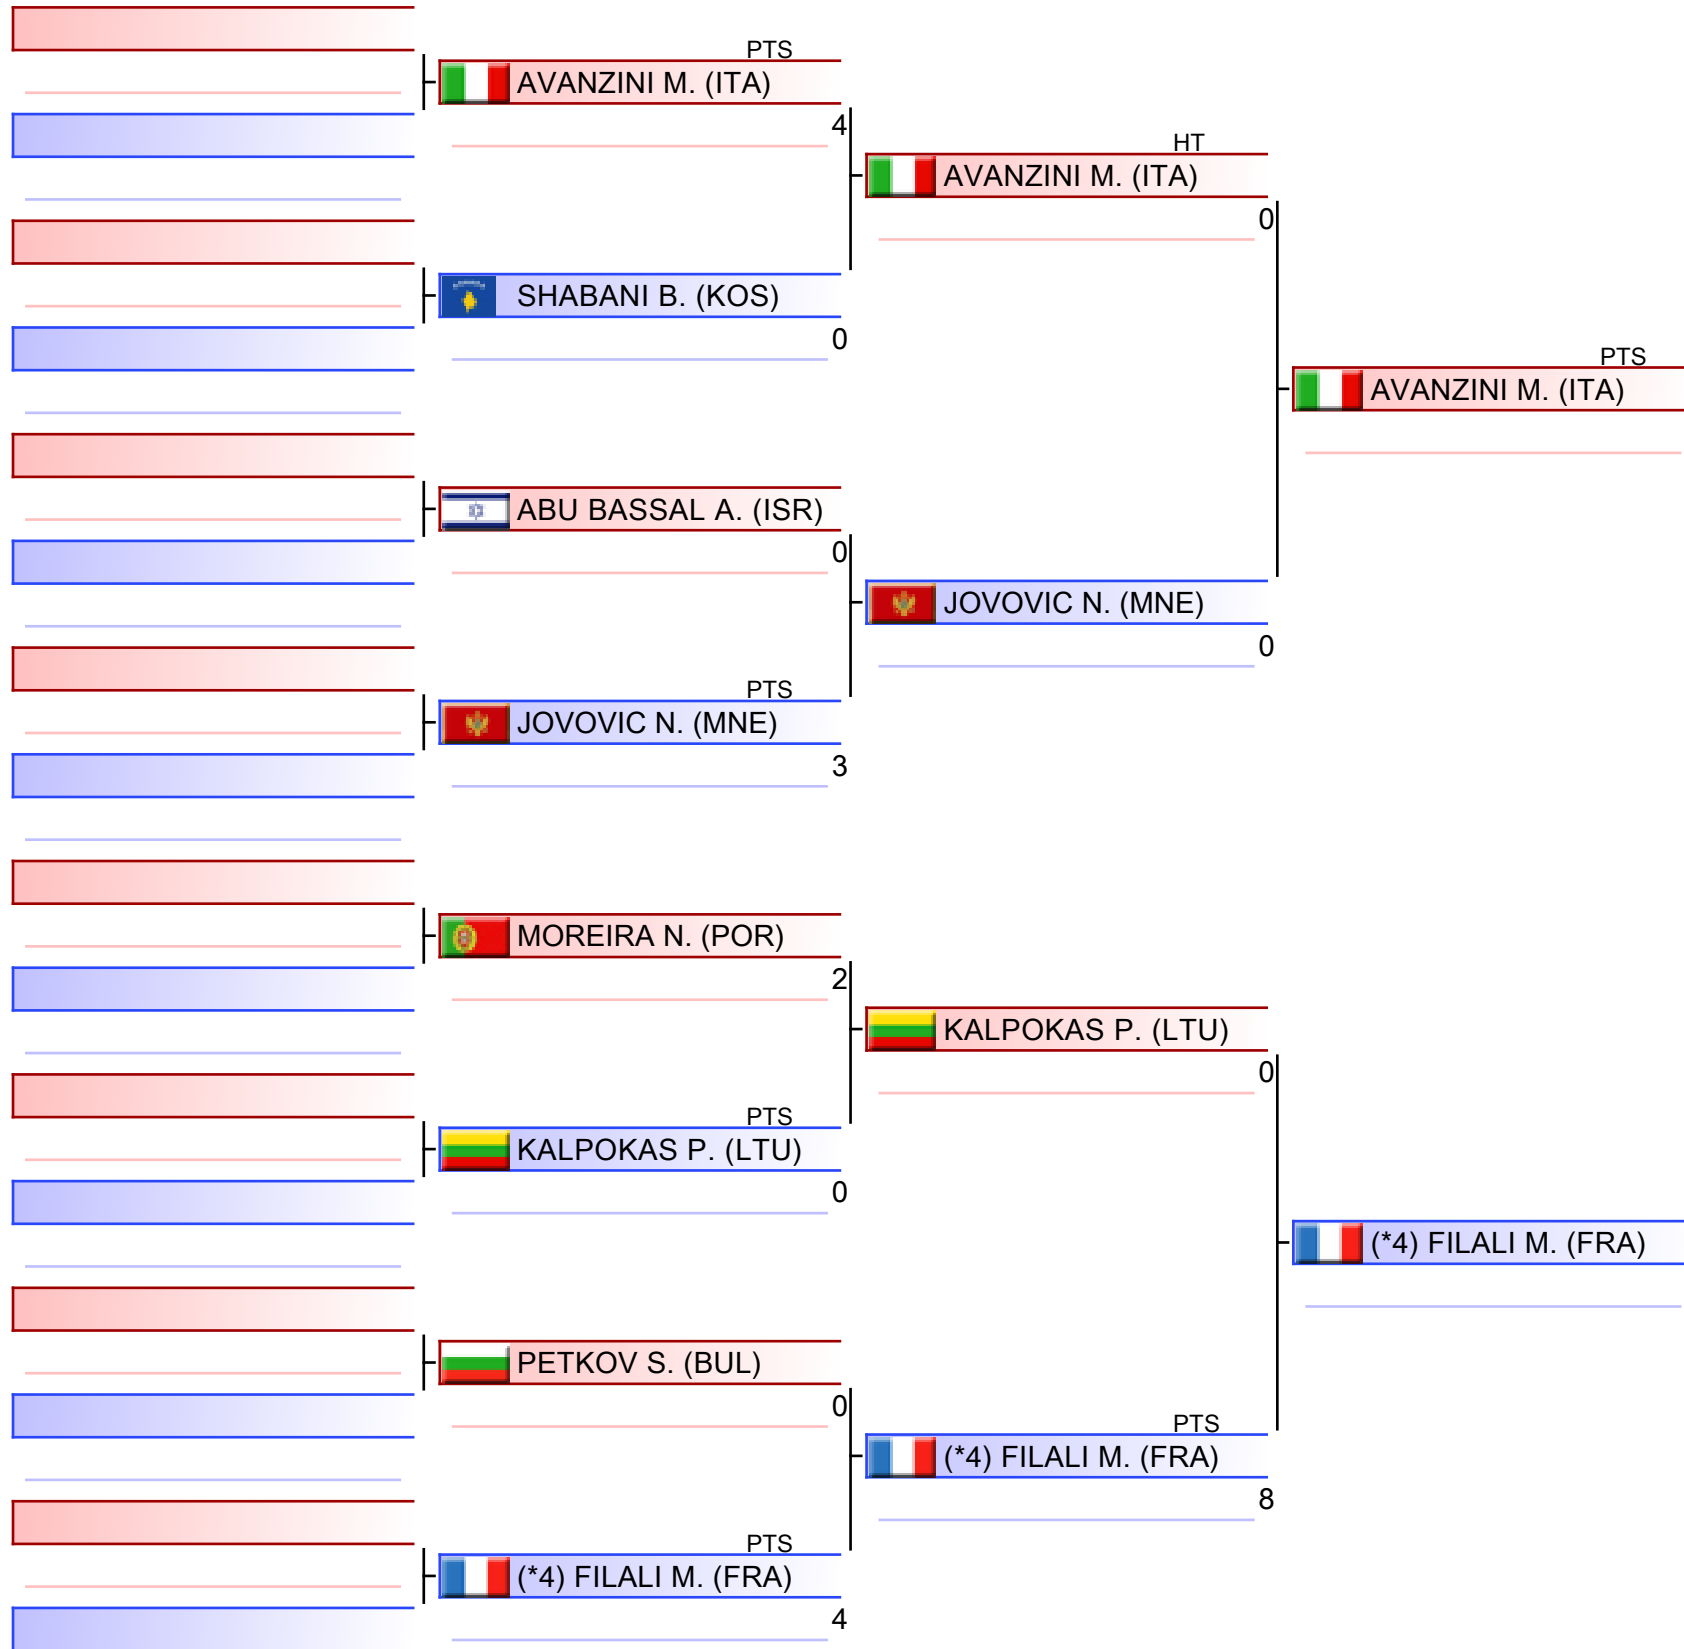 PTS
AVANZINI M. (ITA)
4
HT
AVANZINI M. (ITA)
0
SHABANI B. (KOS)
0
PTS
AVANZINI M. (ITA)
ABU BASSAL A. (ISR)
0
JOVOVIC N. (MNE)
0
PTS
JOVOVIC N. (MNE)
3
MOREIRA N. (POR)
2
KALPOKAS P. (LTU)
0
PTS
KALPOKAS P. (LTU)
0
(*4) FILALI M. (FRA)
PETKOV S. (BUL)
0
PTS
(*4) FILALI M. (FRA)
8
PTS
(*4) FILALI M. (FRA)
4